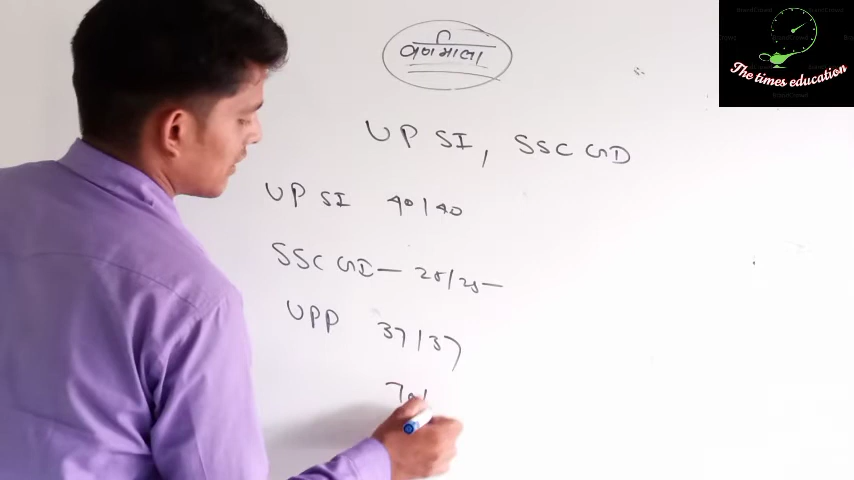 वर्णमाला
The times education
UP SI, SSC GD
UP SI 40/40
SSC GD — 25/25 —
UPP 37/37